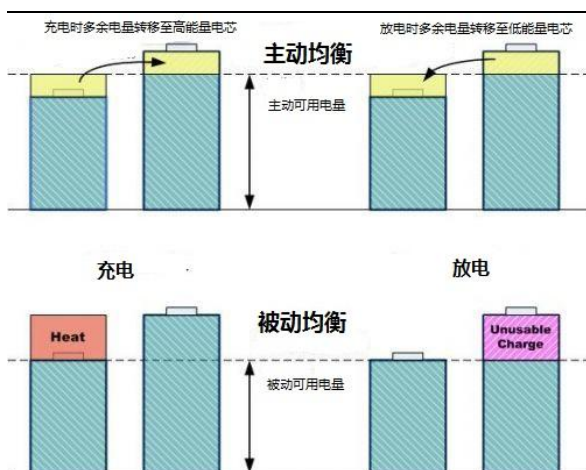 充电时多余电量转移至高能量电芯
放电时多余电量转移至低能量电芯
主动均衡
主动可用电量
充电
放电
被动均衡
Heat
Unusable
Charge
被动可用电量